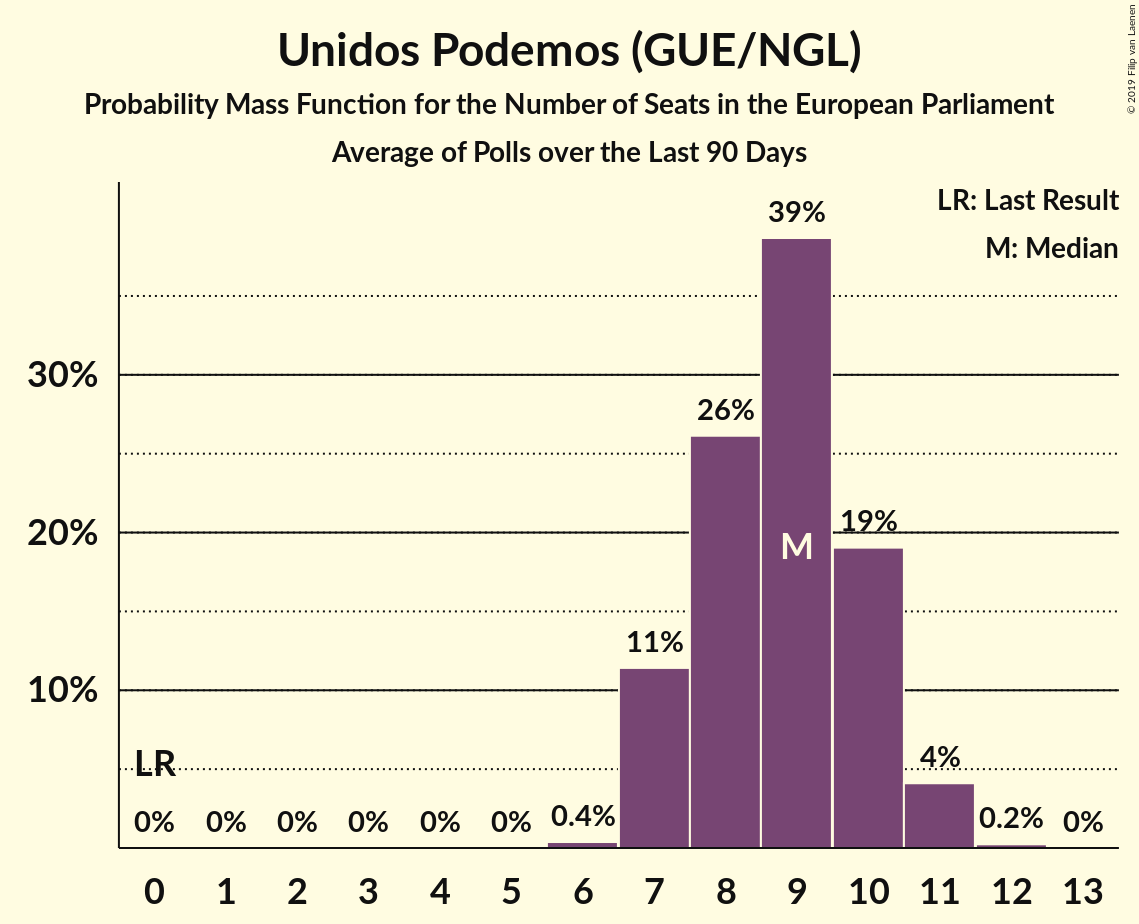 Unidos Podemos (GUE/NGL)
Probability Mass Function for the Number of Seats in the European Parliament
Average of Polls over the Last 90 Days
© 2019 Filip van Laenen
LR: Last Result
M: Median
39%
30%
26%
20%
19%
M
11%
10%
LR
4%
0% 0% 0% 0% 0% 0% 0.4% 0.2% 0%
0 1 2 3 4 5 6 7 8 9 10 11 12 13